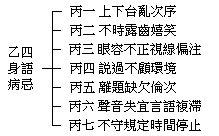 乙四
身語
病忌
丙一 上下台亂次序
丙二 不時露齒嬉笑
丙三 眼容不正視線偏注
丙四 說過不顧環境
丙五 離題缺欠倫次
丙六 聲音失宜言語複滯
丙七 不守規定時間停止